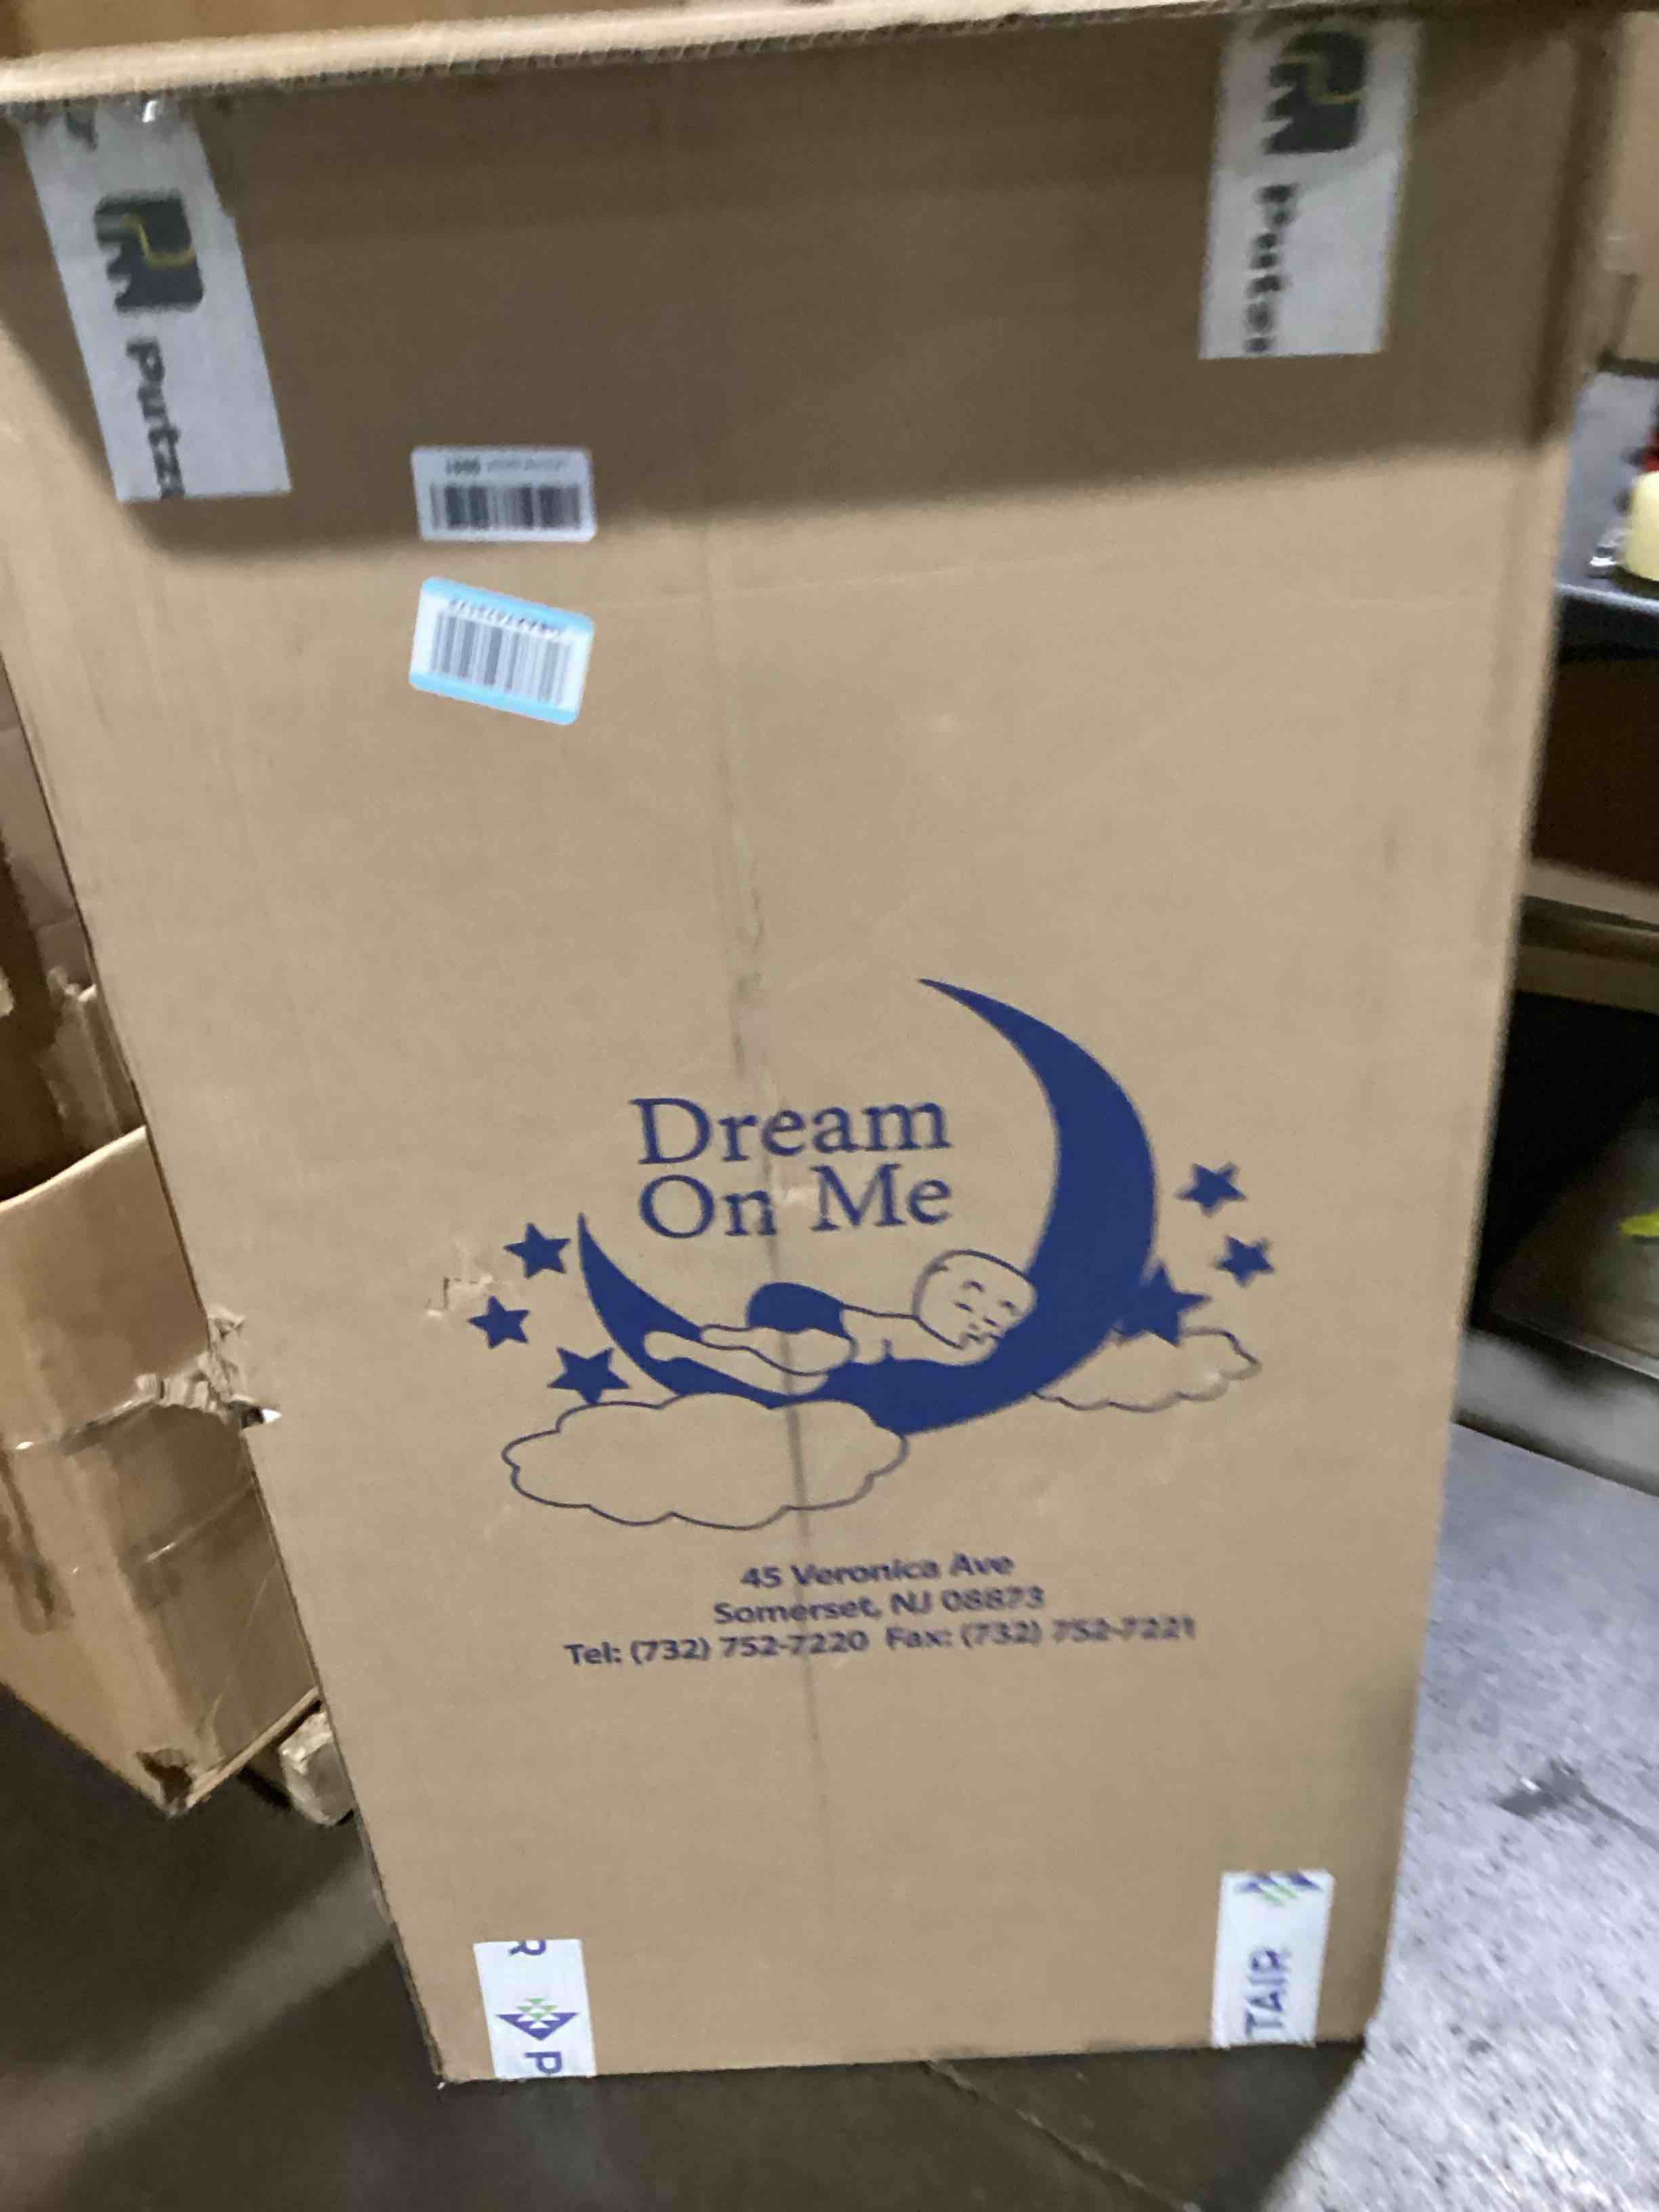 Putz
Putz
Dream
On Me
45 Veronica Ave
Somerset, NJ 08873
Tel: (732) 752-7220 Fax: (732) 752-7221
R P
TAIR